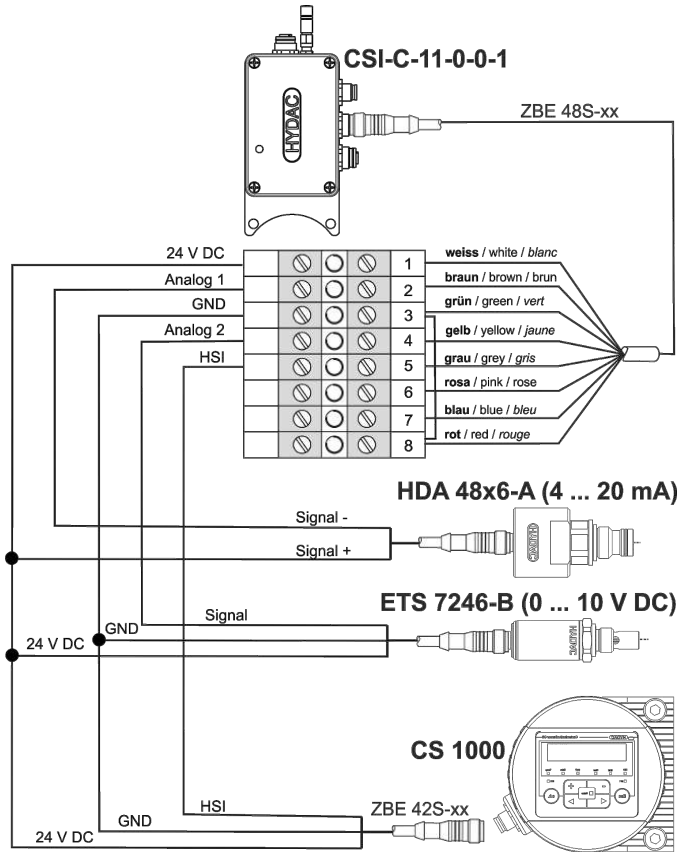 CSI-C-11-0-0-1
HYDAC
ZBE 48S-xx
24 V DC
1
weiss / white / blanc
Analog 1
2
braun / brown / brun
GND
3
grün / green / vert
Analog 2
4
gelb / yellow / jaune
HSI
5
grau / grey / gris
6
rosa / pink / rose
7
blau / blue / bleu
8
rot / red / rouge
HDA 48x6-A (4 ... 20 mA)
Signal -
HYDAC
Signal +
ETS 7246-B (0 ... 10 V DC)
Signal
GND
HYDAC
24 V DC
CS 1000
HSI
ZBE 42S-xx
GND
24 V DC